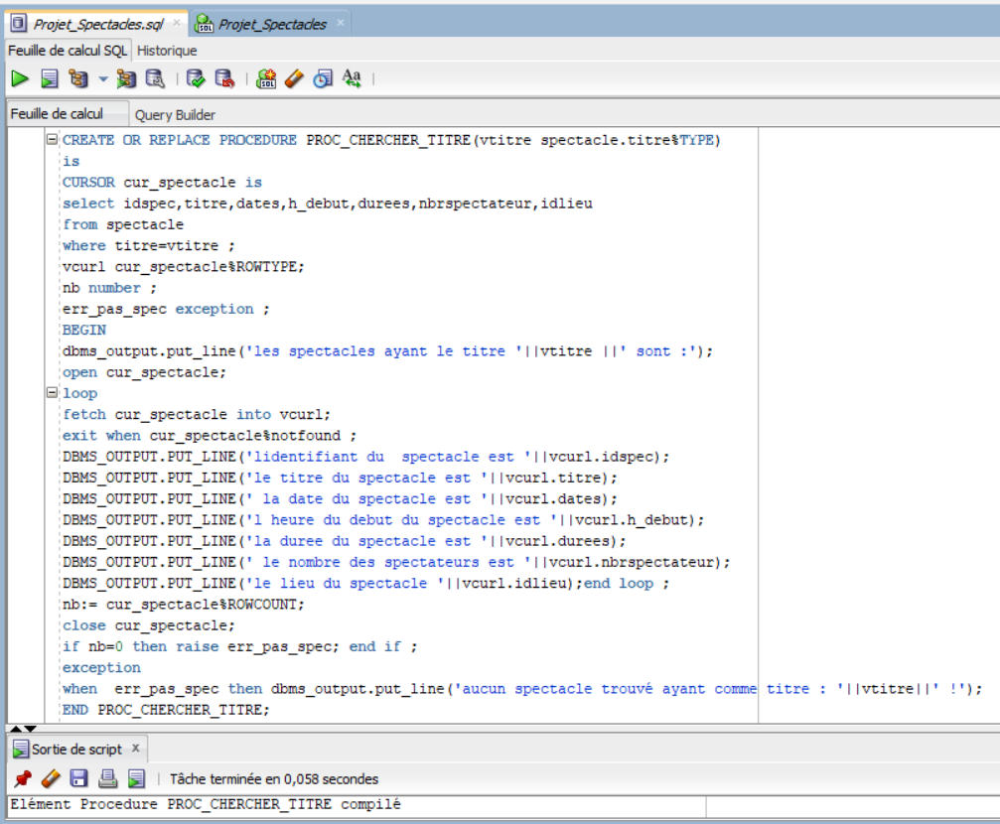 Projet_Spectacles.sql × Projet_Spectacles ×
Feuille de calcul SQL Historique
Feuille de calcul Query Builder
CREATE OR REPLACE PROCEDURE PROC_CHERCHER_TITRE(vtitre spectacle.titre%TYPE)
is
CURSOR cur_spectacle is
select idspec,titre,dates,h_debut,durees,nbrspectateur,idlieu
from spectacle
where titre=vtitre ;
vcurl cur_spectacle%ROWTYPE;
nb number ;
err_pas_spec exception ;
BEGIN
dbms_output.put_line('les spectacles ayant le titre '||vtitre ||' sont :');
open cur_spectacle;
loop
fetch cur_spectacle into vcurl;
exit when cur_spectacle%notfound ;
DBMS_OUTPUT.PUT_LINE('lidentifiant du  spectacle est '||vcurl.idspec);
DBMS_OUTPUT.PUT_LINE('le titre du spectacle est '||vcurl.titre);
DBMS_OUTPUT.PUT_LINE(' la date du spectacle est '||vcurl.dates);
DBMS_OUTPUT.PUT_LINE('l heure du debut du spectacle est '||vcurl.h_debut);
DBMS_OUTPUT.PUT_LINE('la duree du spectacle est '||vcurl.durees);
DBMS_OUTPUT.PUT_LINE(' le nombre des spectateurs est '||vcurl.nbrspectateur);
DBMS_OUTPUT.PUT_LINE('le lieu du spectacle '||vcurl.idlieu);end loop ;
nb:= cur_spectacle%ROWCOUNT;
close cur_spectacle;
if nb=0 then raise err_pas_spec; end if ;
exception
when  err_pas_spec then dbms_output.put_line('aucun spectacle trouvé ayant comme titre : '||vtitre||' !');
END PROC_CHERCHER_TITRE;
Sortie de script x
Tâche terminée en 0,058 secondes
Elément Procedure PROC_CHERCHER_TITRE compilé